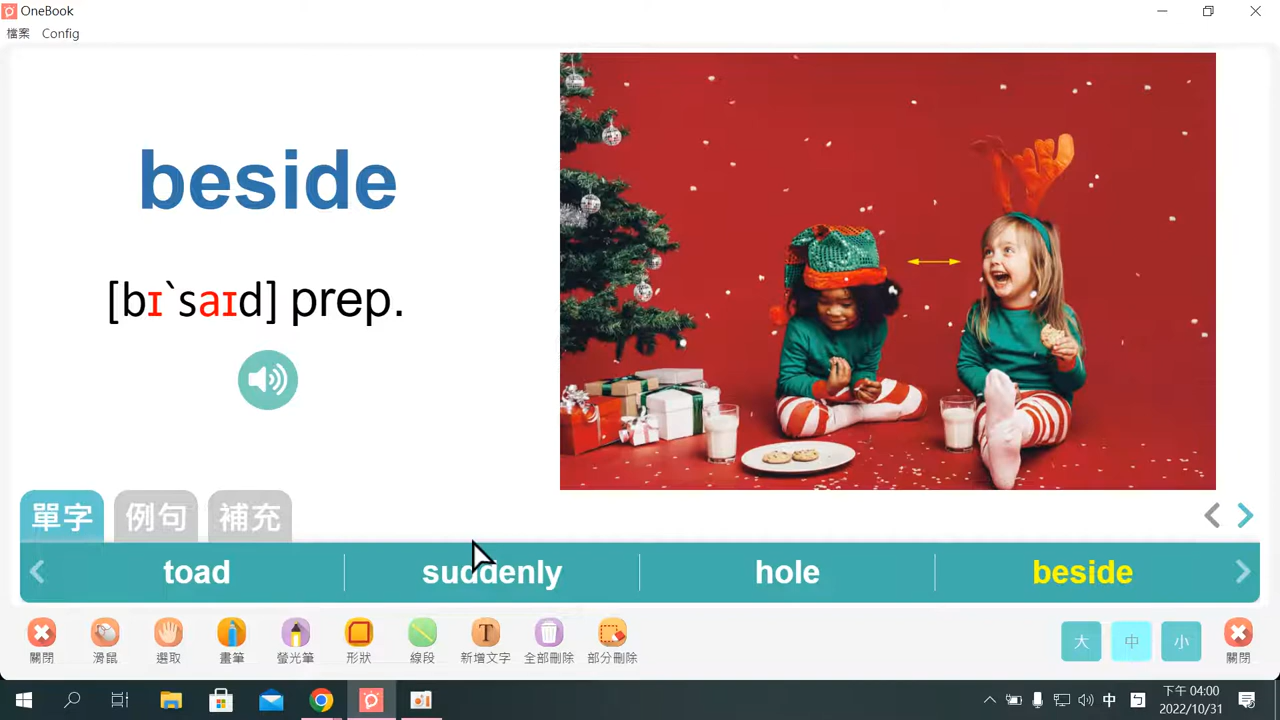 OneBook
檔案 Config
beside
[bɪˋsaɪd] prep.
單字 例句 補充
toad suddenly hole beside
關閉 滑鼠 選取 畫筆 螢光筆 形狀 線段 新增文字 全部刪除 部分刪除 大 中 小 關閉
中 下午 04:00
2022/10/31